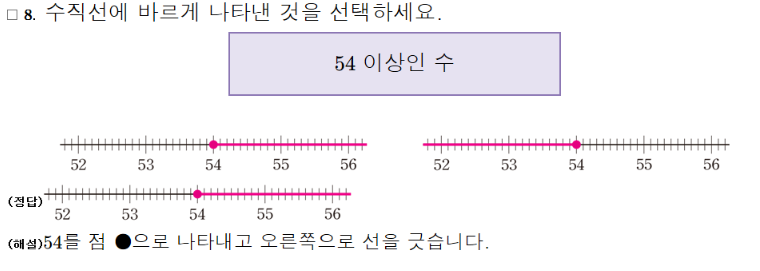 □ 8. 수직선에 바르게 나타낸 것을 선택하세요.
54 이상인 수
52 53 54 55 56
52 53 54 55 56
(정답) 52 53 54 55 56
(해설)54를 점 ●으로 나타내고 오른쪽으로 선을 긋습니다.